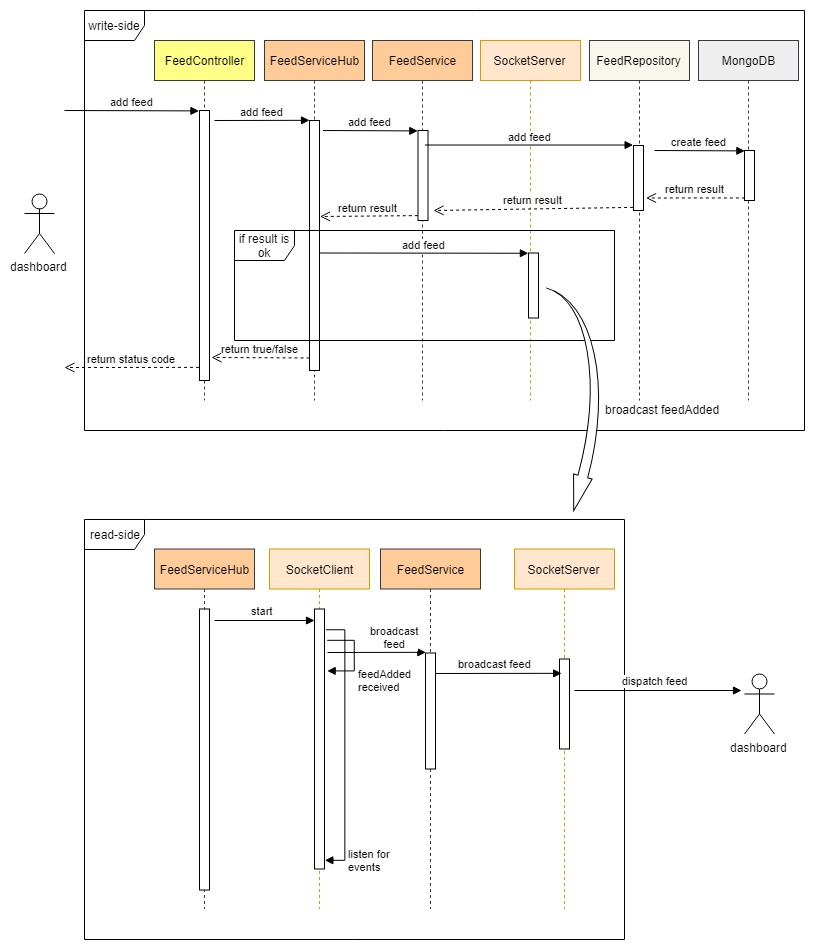 write-side
FeedController
FeedServiceHub
FeedService
SocketServer
FeedRepository
MongoDB
add feed
add feed
add feed
add feed
create feed
return result
return result
return result
dashboard
if result is
ok
add feed
return true/false
return status code
broadcast feedAdded
read-side
FeedServiceHub
SocketClient
FeedService
SocketServer
start
broadcast
feed
broadcast feed
feedAdded
received
dispatch feed
dashboard
listen for
events